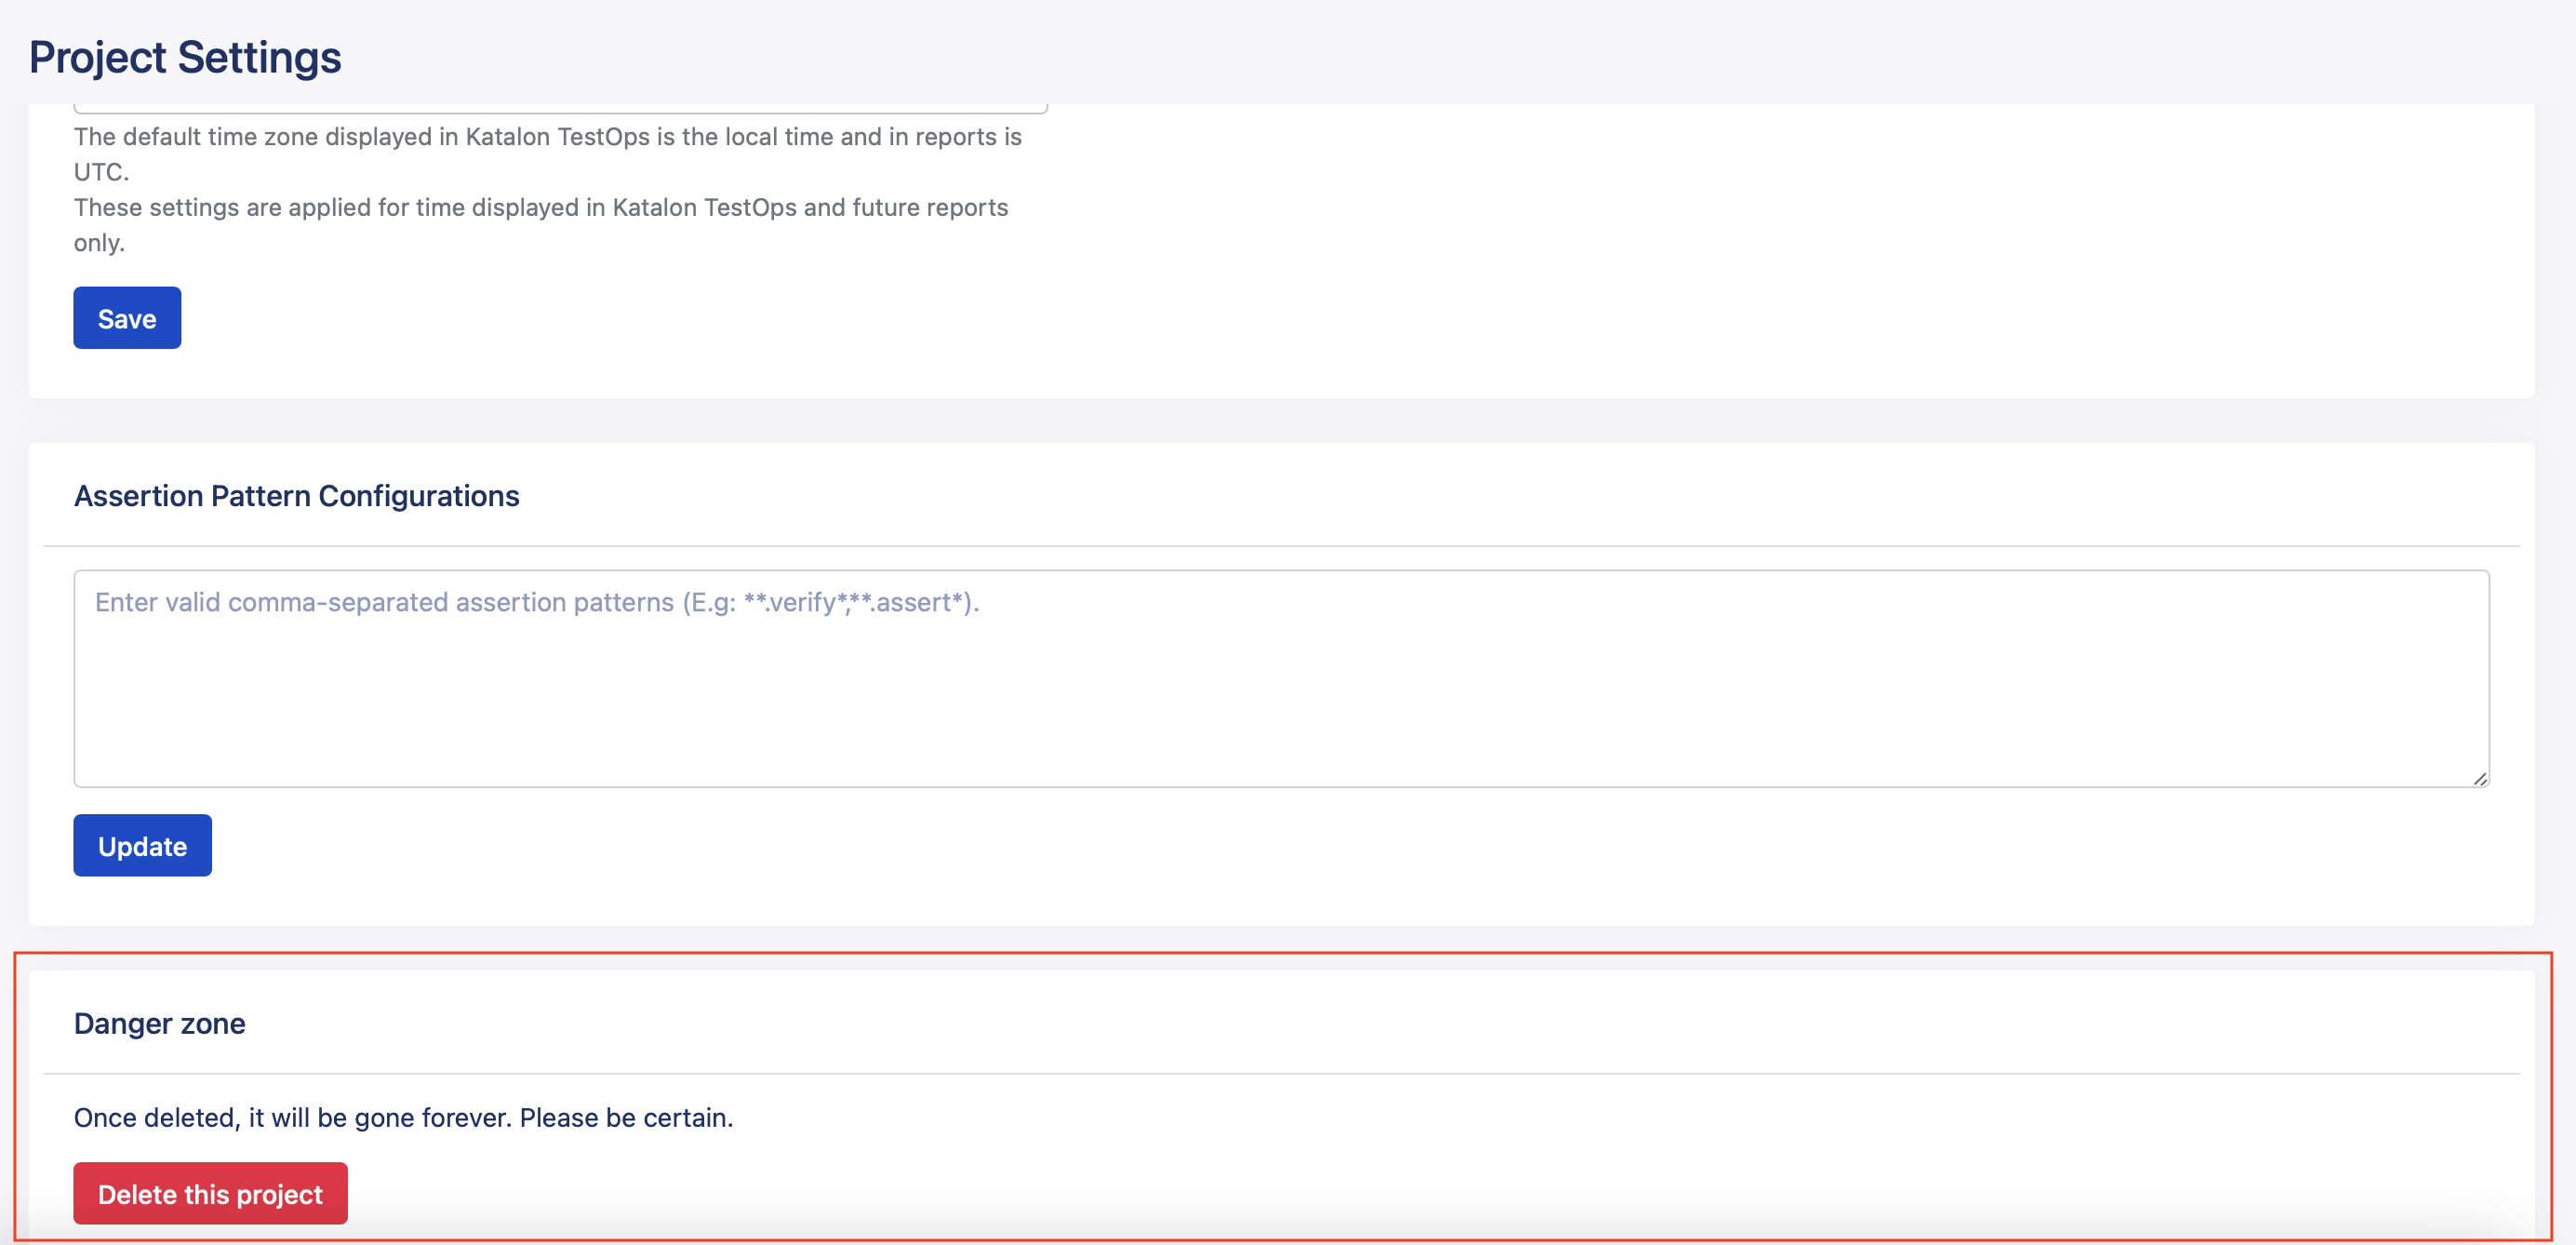 Project Settings
The default time zone displayed in Katalon TestOps is the local time and in reports is
UTC.
These settings are applied for time displayed in Katalon TestOps and future reports
only.
Save
Assertion Pattern Configurations
Enter valid comma-separated assertion patterns (E.g: **.verify*,**.assert*).
Update
Danger zone
Once deleted, it will be gone forever. Please be certain.
Delete this project